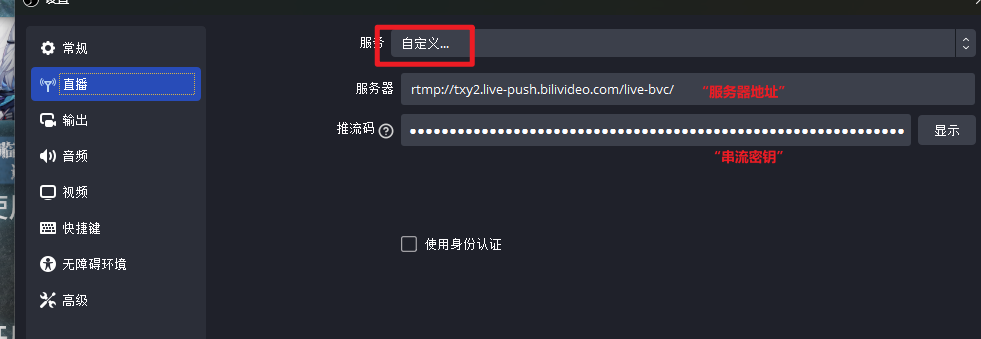 常规
服务 自定义...
直播
服务器 rtmp://txy2.live-push.bilivideo.com/live-bvc/ “服务器地址”
输出
推流码 ? 显示
音频
“串流密钥”
视频
快捷键
使用身份认证
无障碍环境
高级